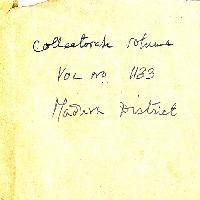 Collectorate volume
VOL NO. 1133
Madura District